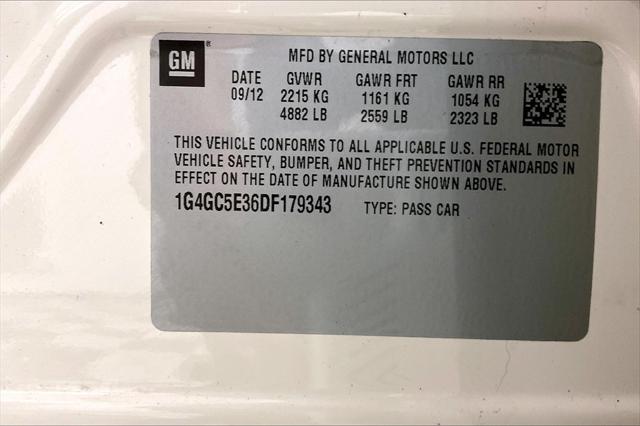 GM MFD BY GENERAL MOTORS LLC
DATE GVWR GAWR FRT GAWR RR
09/12 2215 KG 1161 KG 1054 KG
4882 LB 2559 LB 2323 LB
THIS VEHICLE CONFORMS TO ALL APPLICABLE U.S. FEDERAL MOTOR
VEHICLE SAFETY, BUMPER, AND THEFT PREVENTION STANDARDS IN
EFFECT ON THE DATE OF MANUFACTURE SHOWN ABOVE.
1G4GC5E36DF179343 TYPE: PASS CAR